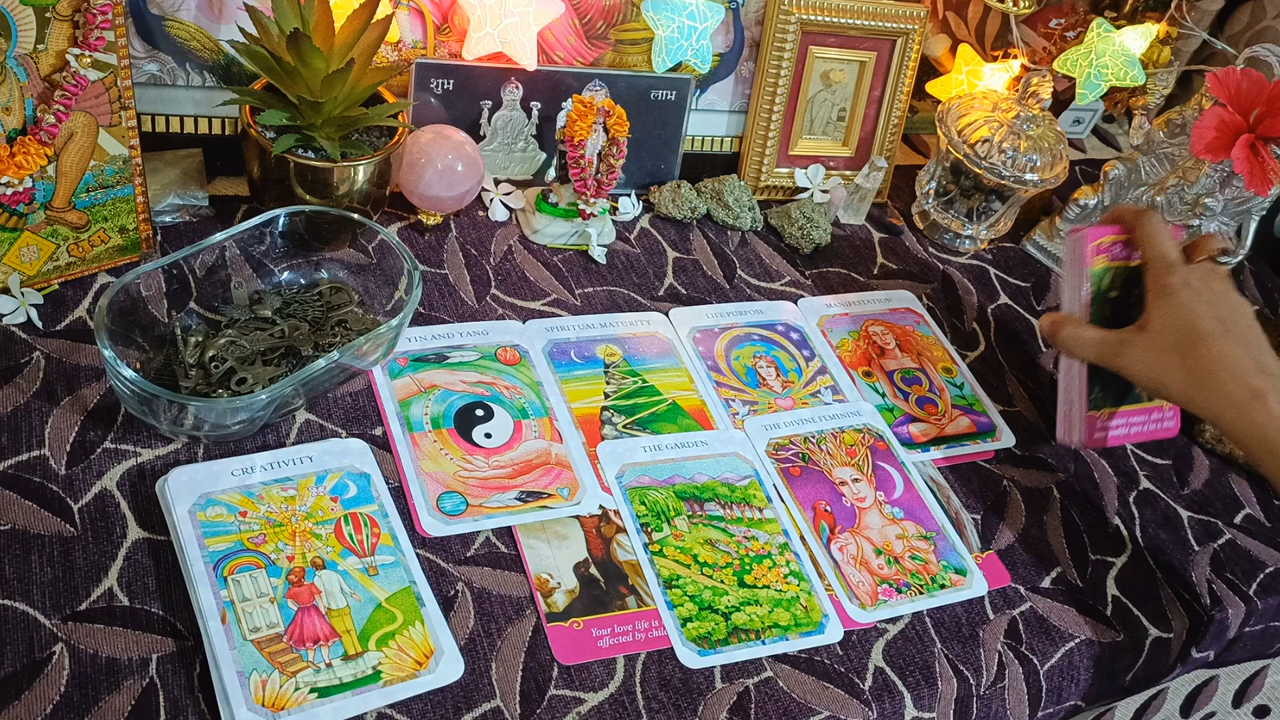 शुभ
लाभ
YIN AND YANG
SPIRITUAL MATURITY
LIFE PURPOSE
MANIFESTATION
CREATIVITY
THE GARDEN
THE DIVINE FEMININE
Your love life is
affected by chil